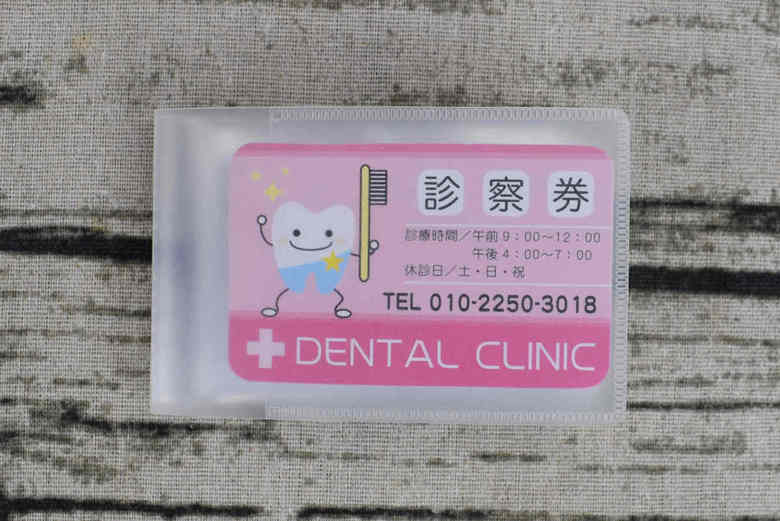 診察券
診療時間／午前9：00～12：00
午後4：00～7：00
休診日／土・日・祝
TEL 010-2250-3018
DENTAL CLINIC